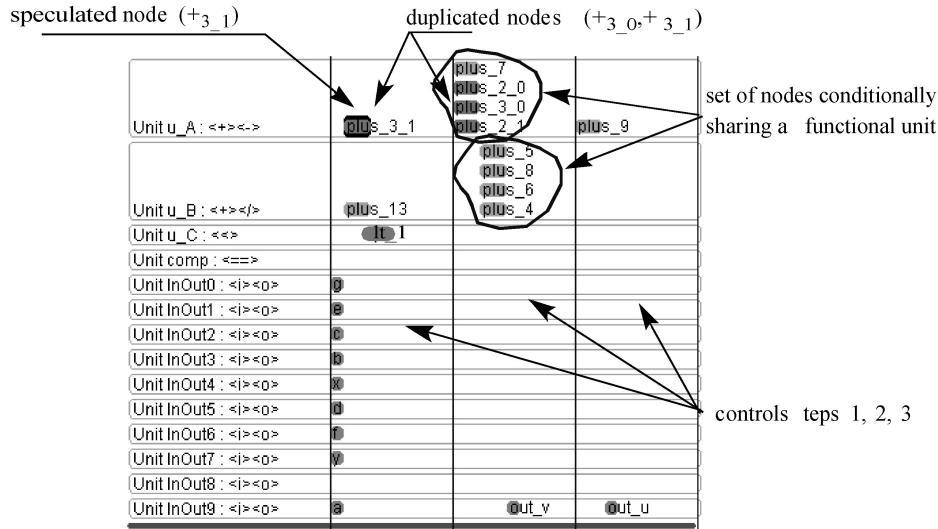 speculated node (+3_1)
duplicated nodes (+3_0,+ 3_1)
plus_7
plus_2_0
plus_3_0
Unit u_A : <+><-> plus_3_1 plus_2_1 plus_9
set of nodes conditionally
sharing a functional unit
plus_5
plus_8
plus_6
Unit u_B : <+></> plus_13 plus_4
Unit u_C : <<> lt_1
Unit comp : <==>
Unit InOut0 : <i><o> g
Unit InOut1 : <i><o> e
Unit InOut2 : <i><o> c
Unit InOut3 : <i><o> b
Unit InOut4 : <i><o> x
Unit InOut5 : <i><o> d
Unit InOut6 : <i><o> f
Unit InOut7 : <i><o> y
controls teps 1, 2, 3
Unit InOut8 : <i><o>
Unit InOut9 : <i><o> a out_v out_u